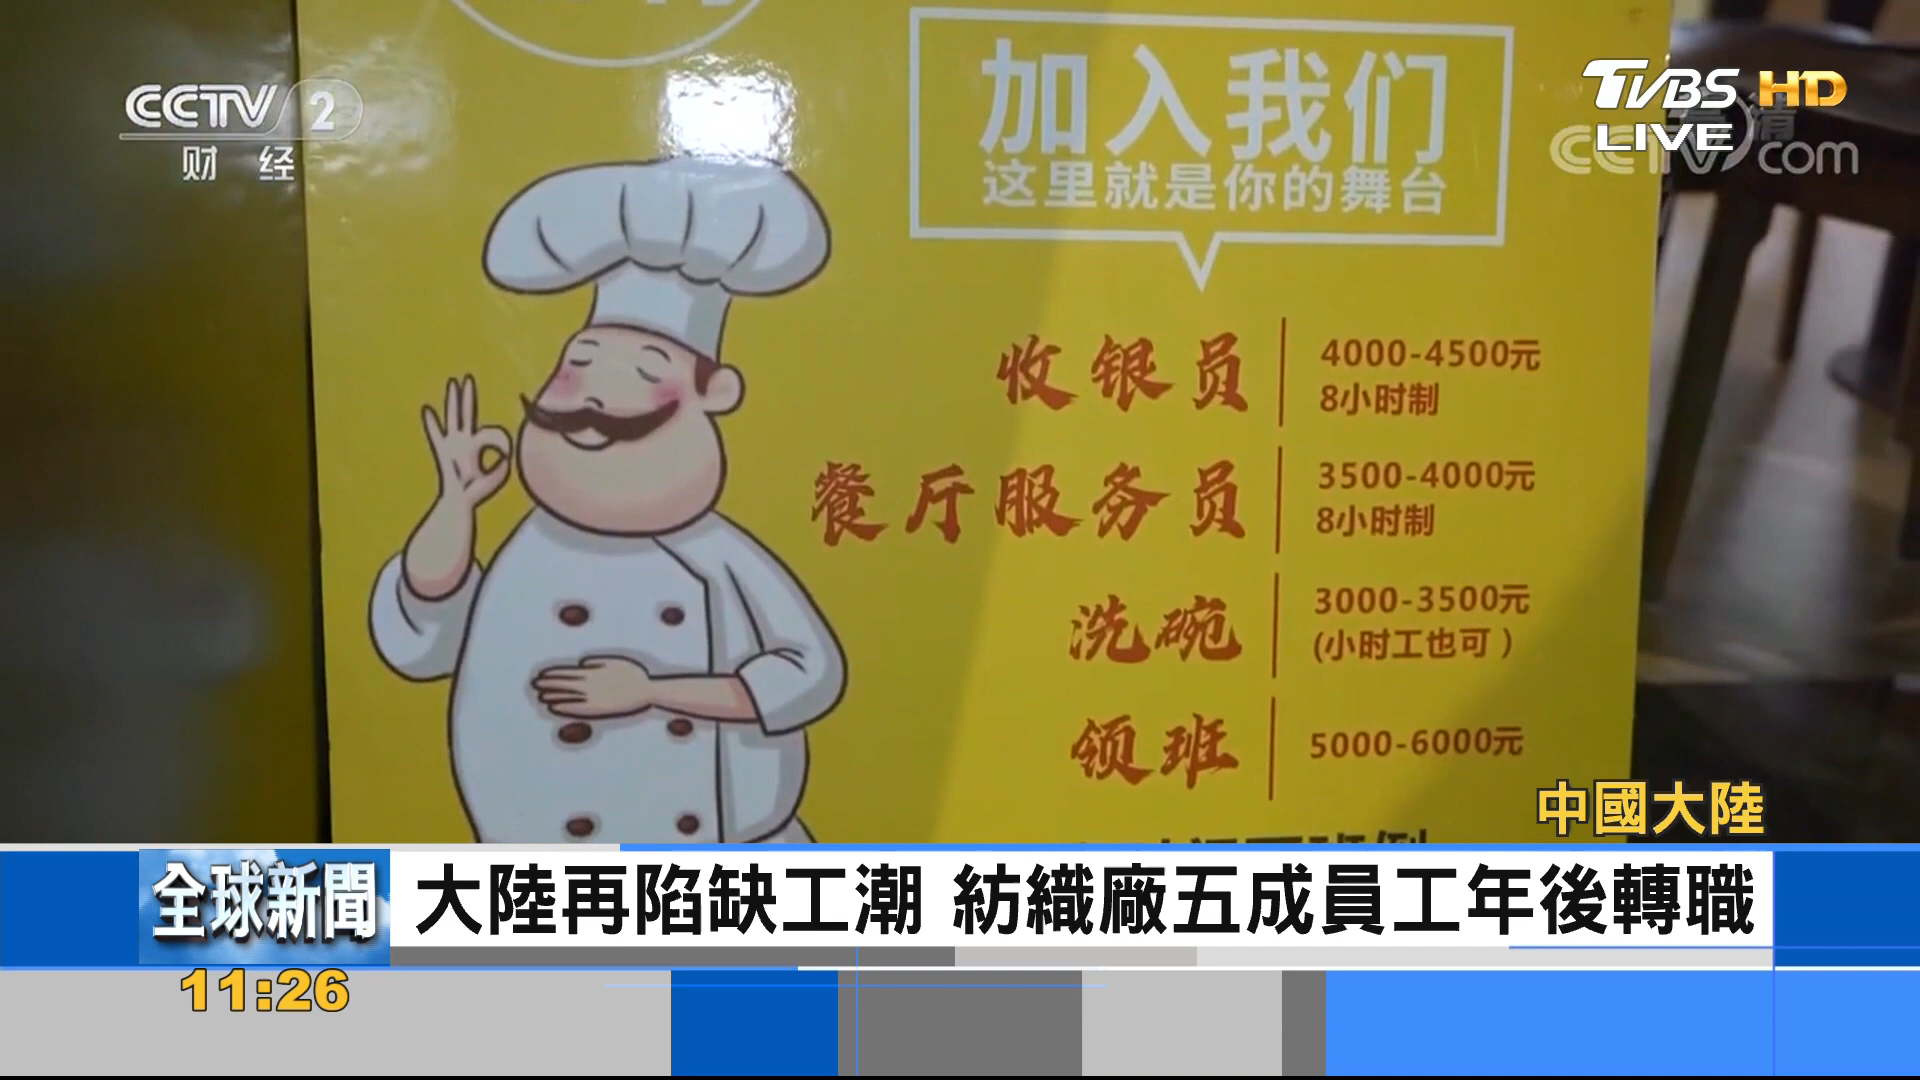 CCTV 2
财 经
TVBS HD
LIVE
CCTV com
加入我们
这里就是你的舞台
收银员
4000-4500元
8小时制
餐厅服务员
3500-4000元
8小时制
洗碗
3000-3500元
(小时工也可)
领班
5000-6000元
中國大陸
全球新聞
大陸再陷缺工潮 紡織廠五成員工年後轉職
11:26